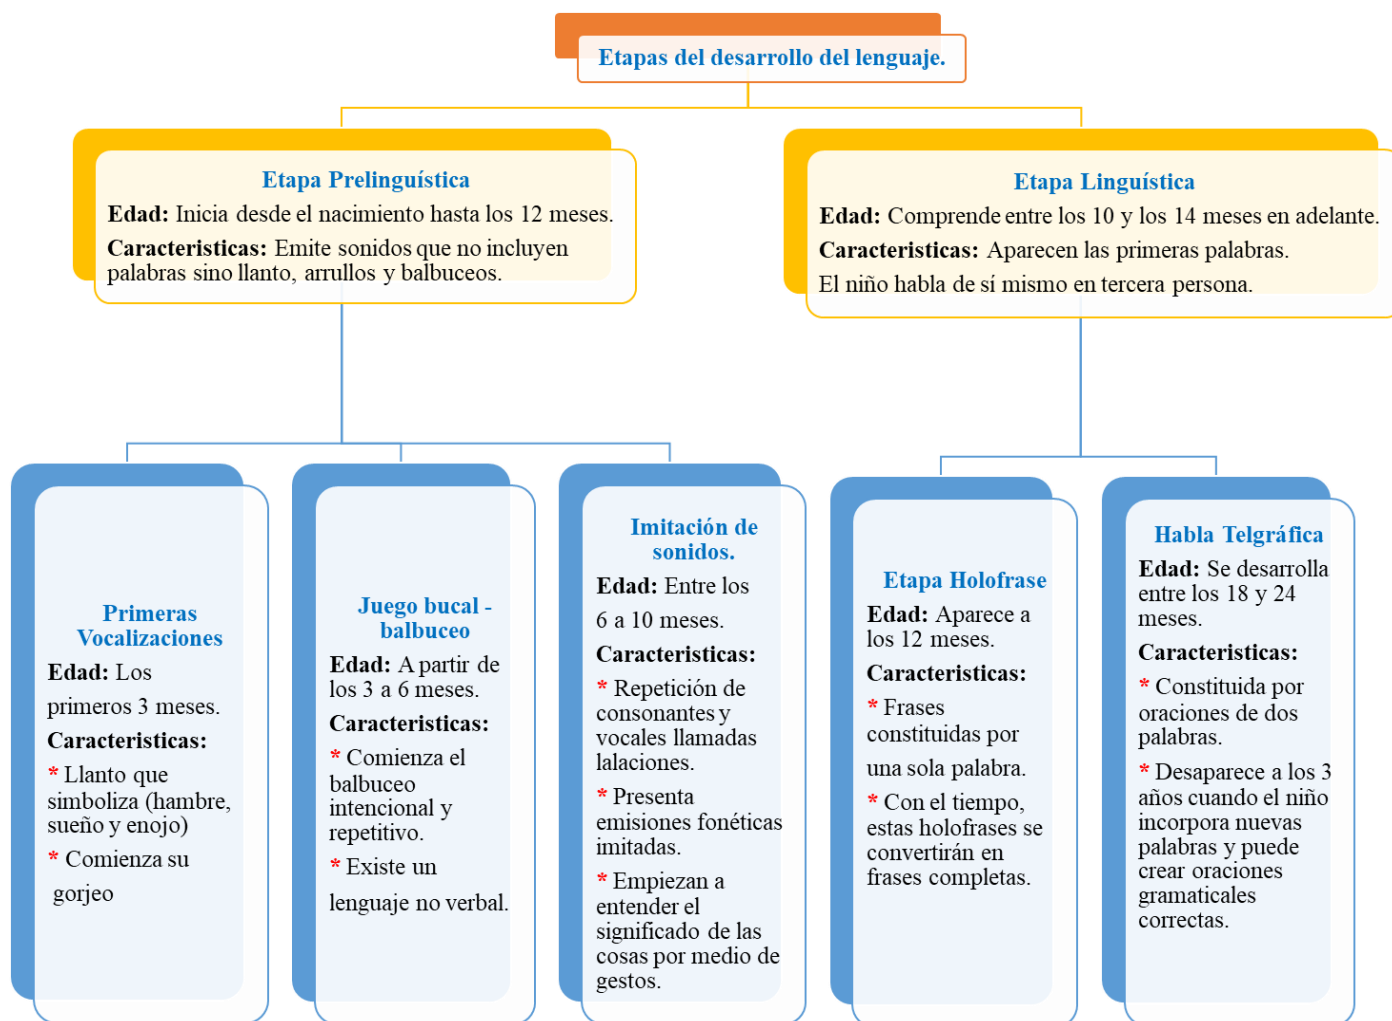 Etapas del desarrollo del lenguaje.
Etapa Prelinguística
Edad: Inicia desde el nacimiento hasta los 12 meses.
Caracteristicas: Emite sonidos que no incluyen
palabras sino llanto, arrullos y balbuceos.
Etapa Linguística
Edad: Comprende entre los 10 y los 14 meses en adelante.
Caracteristicas: Aparecen las primeras palabras.
El niño habla de sí mismo en tercera persona.
Primeras
Vocalizaciones
Edad: Los
primeros 3 meses.
Caracteristicas:
* Llanto que
simboliza (hambre,
sueño y enojo)
* Comienza su
gorjeo
Juego bucal -
balbuceo
Edad: A partir de
los 3 a 6 meses.
Caracteristicas:
* Comienza el
balbuceo
intencional y
repetitivo.
* Existe un
lenguaje no verbal.
Imitación de
sonidos.
Edad: Entre los
6 a 10 meses.
Caracteristicas:
* Repetición de
consonantes y
vocales llamadas
lalaciones.
* Presenta
emisiones fonéticas
imitadas.
* Empiezan a
entender el
significado de las
cosas por medio de
gestos.
Etapa Holofrase
Edad: Aparece a
los 12 meses.
Caracteristicas:
* Frases
constituidas por
una sola palabra.
* Con el tiempo,
estas holofrases se
convertirán en
frases completas.
Habla Telgráfica
Edad: Se desarrolla
entre los 18 y 24
meses.
Caracteristicas:
* Constituida por
oraciones de dos
palabras.
* Desaparece a los 3
años cuando el niño
incorpora nuevas
palabras y puede
crear oraciones
gramaticales
correctas.